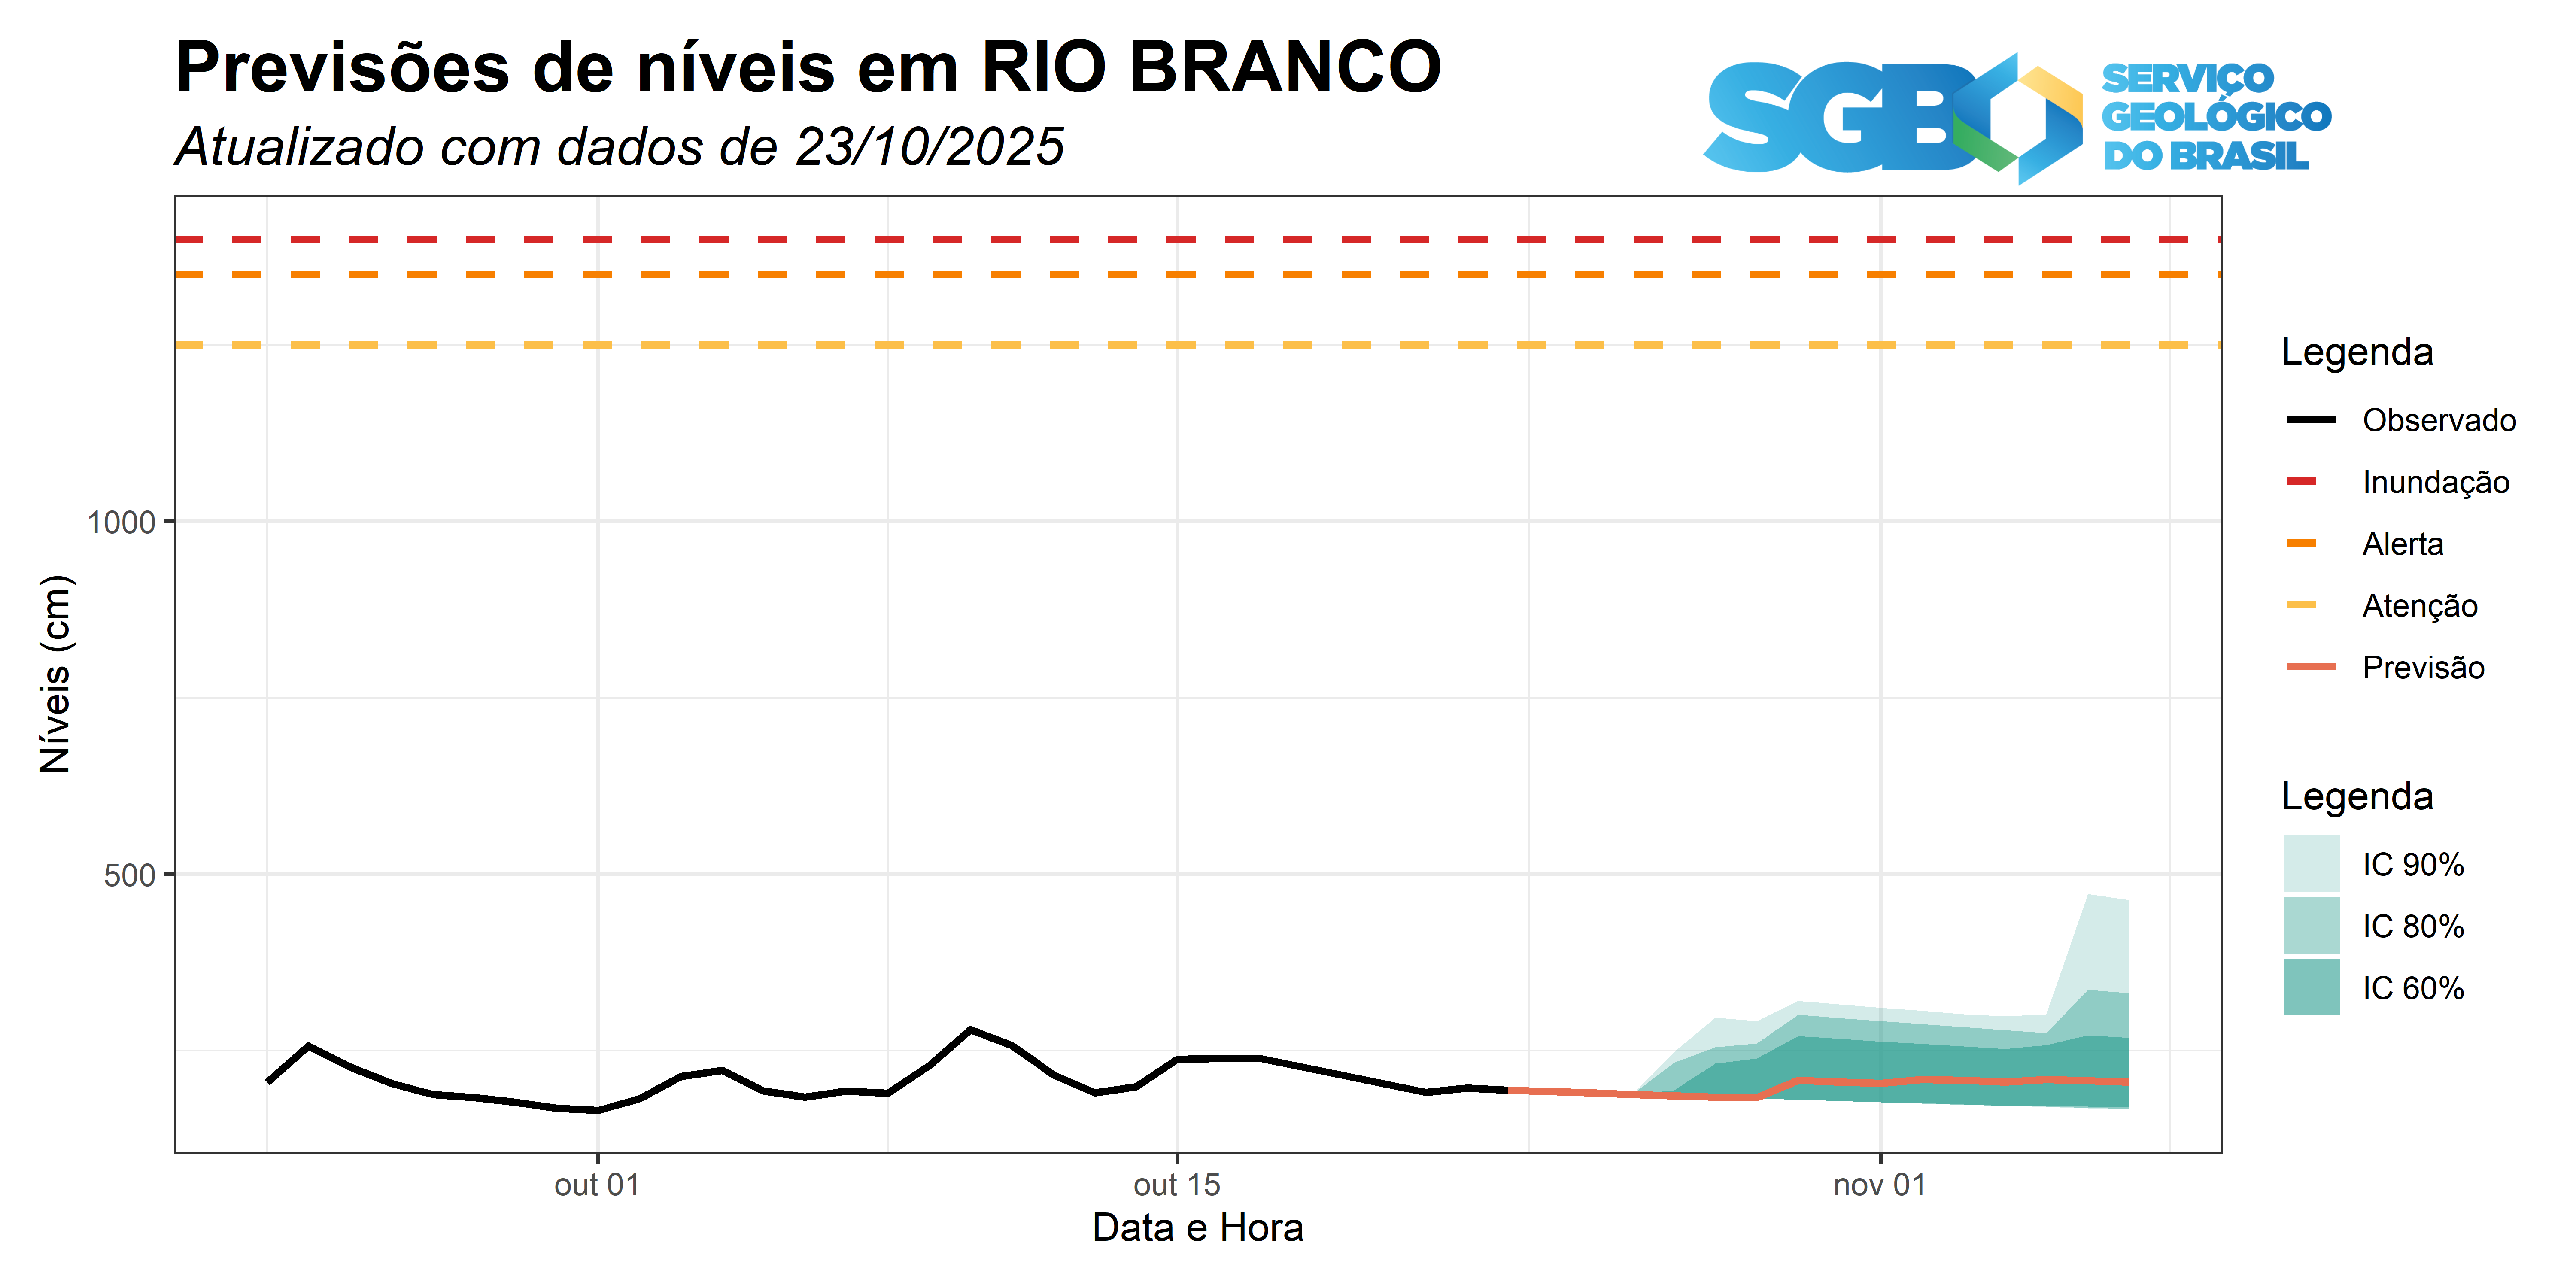 Previsões de níveis em RIO BRANCO
Atualizado com dados de 23/10/2025
SGB
SERVIÇO
GEOLÓGICO
DO BRASIL
Níveis (cm)
1000
500
out 01
out 15
nov 01
Data e Hora
Legenda
Observado
Inundação
Alerta
Atenção
Previsão
Legenda
IC 90%
IC 80%
IC 60%